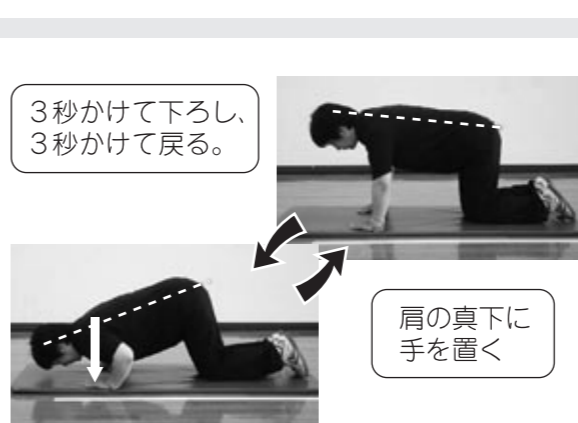 ３秒かけて下ろし、
３秒かけて戻る。
肩の真下に
手を置く